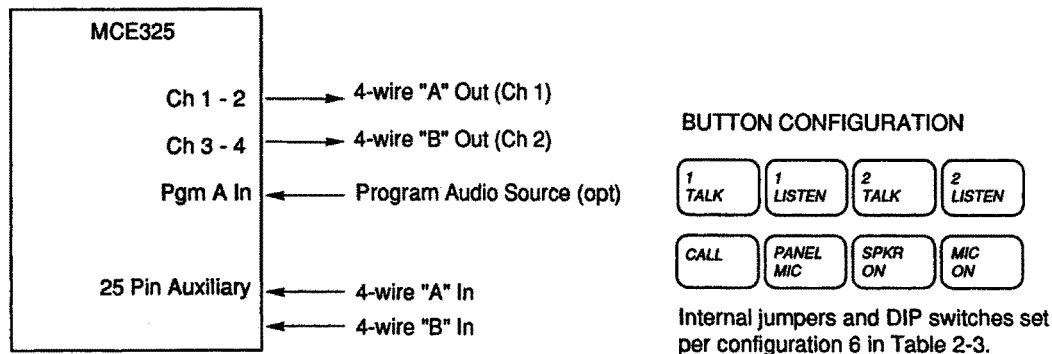 MCE325
Ch 1 - 2
4-wire "A" Out (Ch 1)
Ch 3 - 4
4-wire "B" Out (Ch 2)
Pgm A In
Program Audio Source (opt)
25 Pin Auxiliary
4-wire "A" In
4-wire "B" In
BUTTON CONFIGURATION
1 TALK
1 LISTEN
2 TALK
2 LISTEN
CALL
PANEL MIC
SPKR ON
MIC ON
Internal jumpers and DIP switches set
per configuration 6 in Table 2-3.